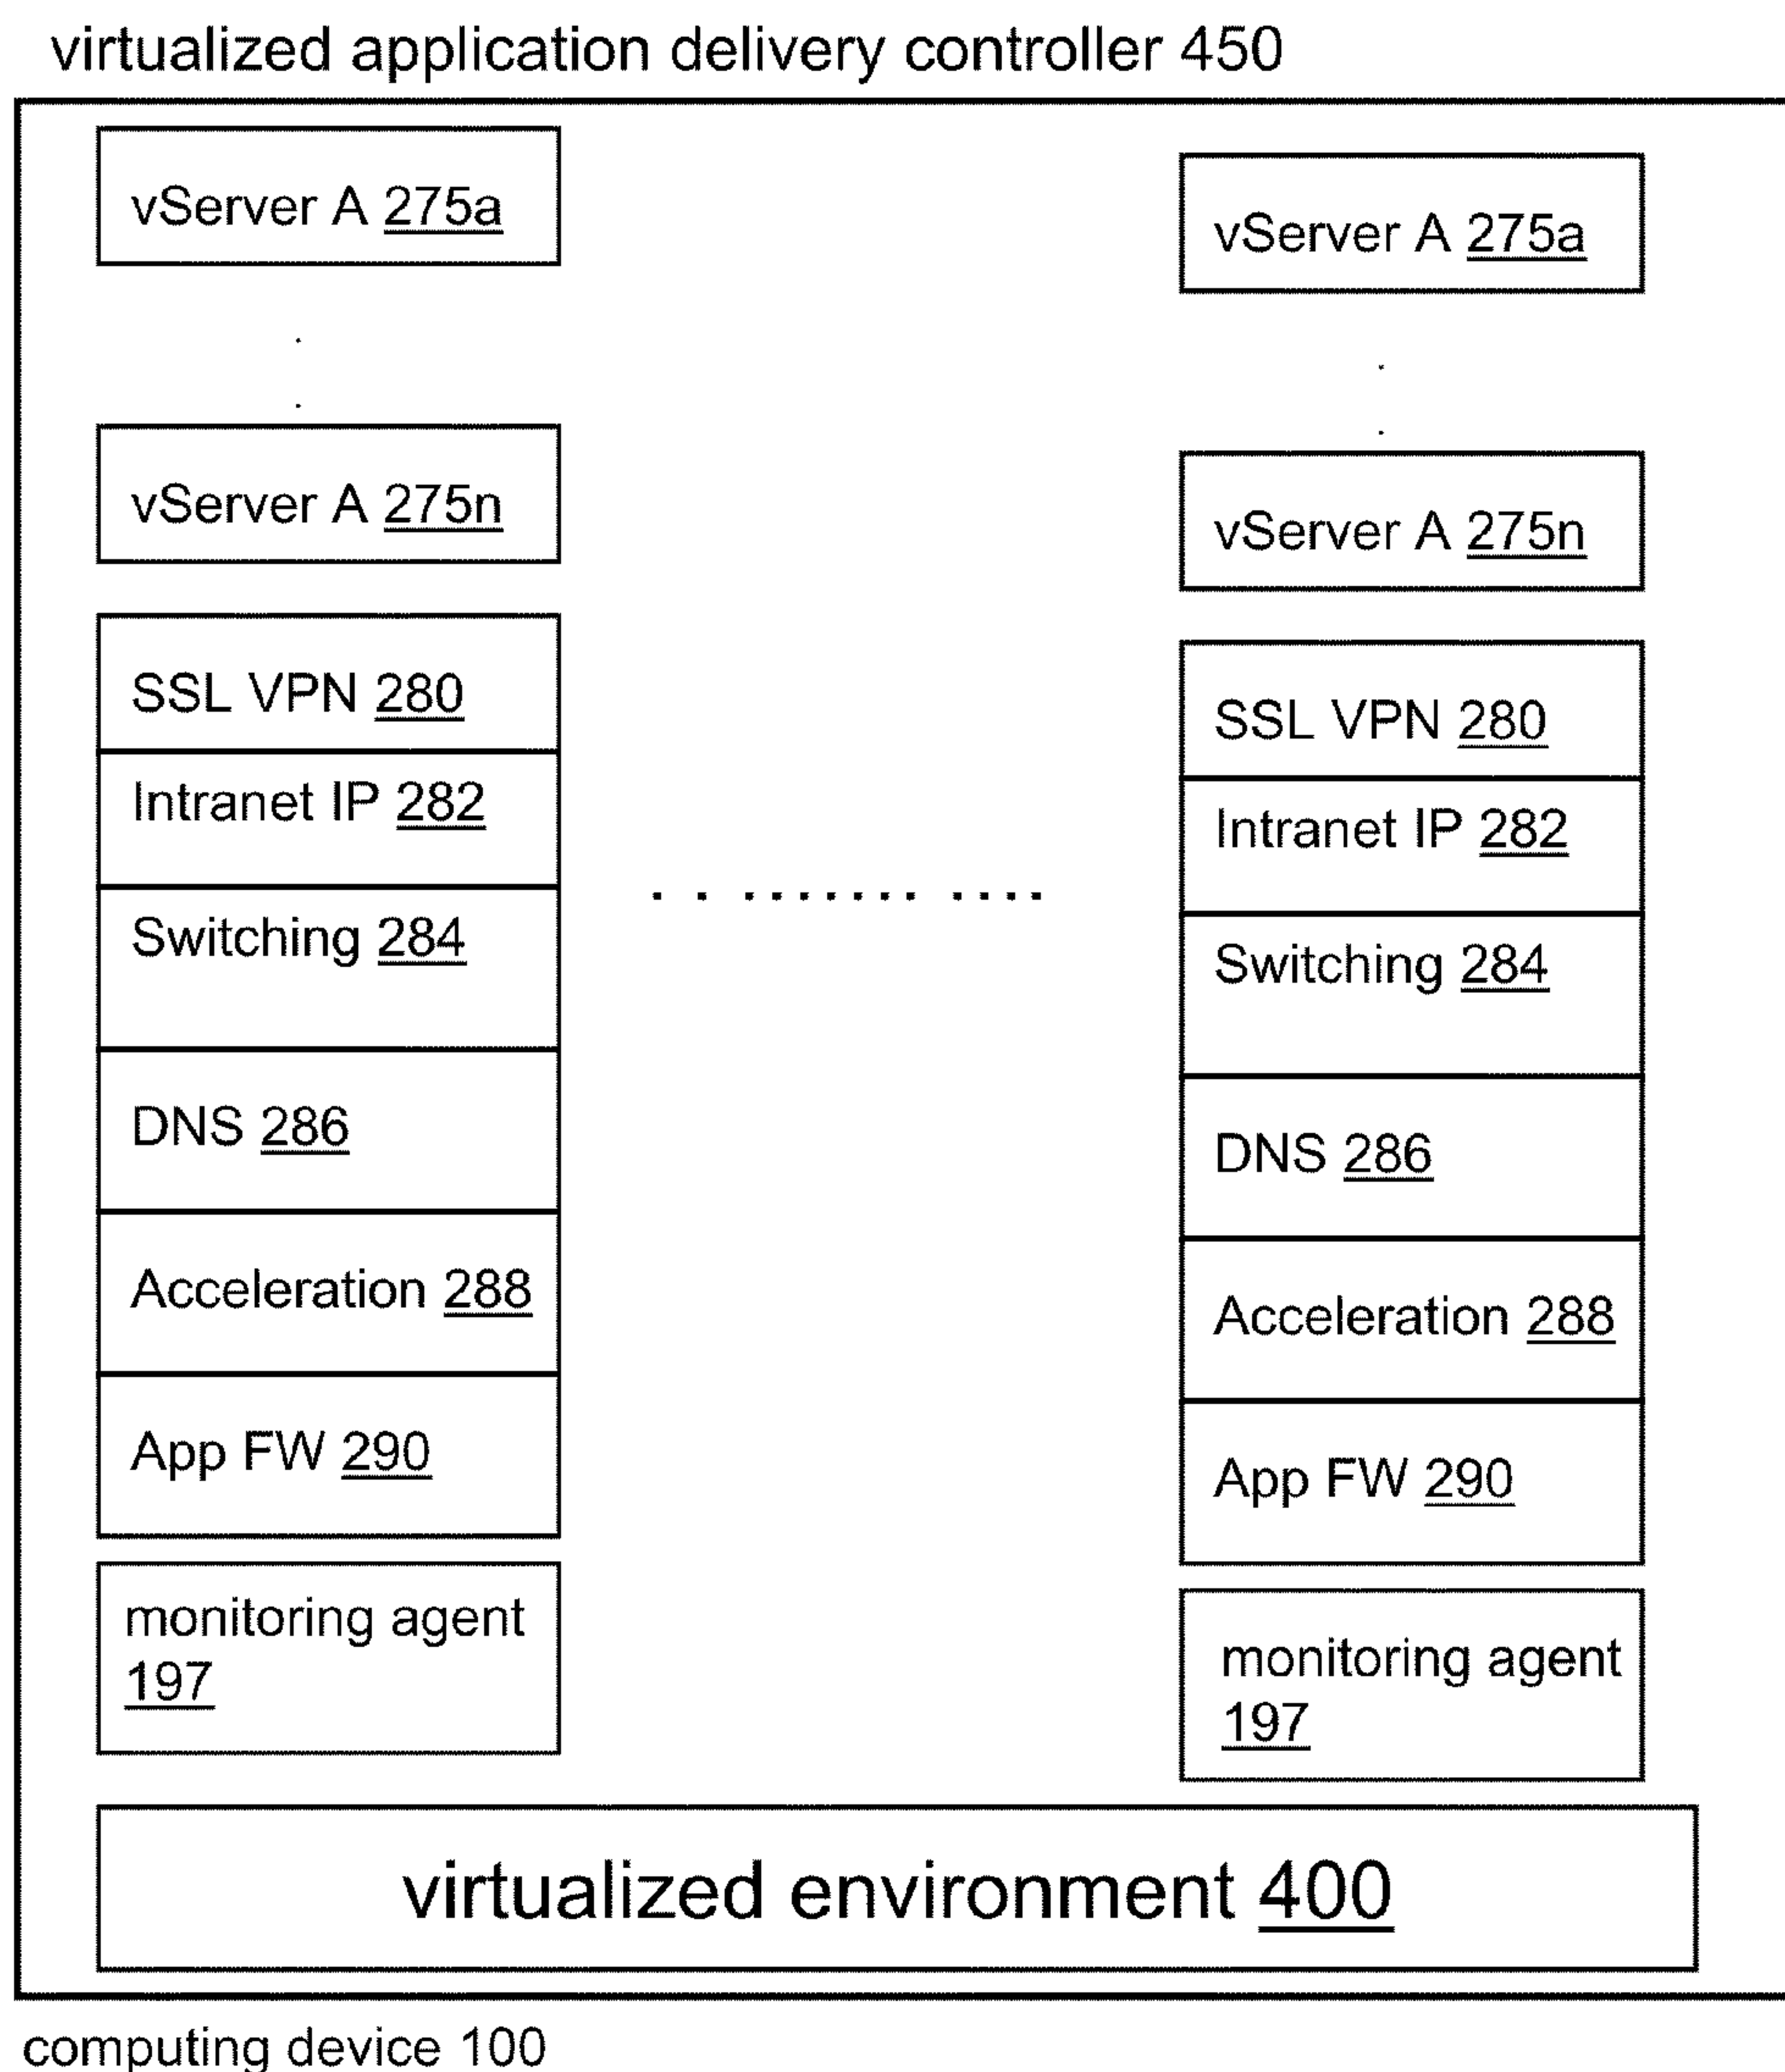 virtualized application delivery controller 450
vServer A 275a
vServer A 275n
SSL VPN 280
Intranet IP 282
Switching 284
DNS 286
Acceleration 288
App FW 290
monitoring agent
197
vServer A 275a
vServer A 275n
SSL VPN 280
Intranet IP 282
Switching 284
DNS 286
Acceleration 288
App FW 290
monitoring agent
197
virtualized environment 400
computing device 100